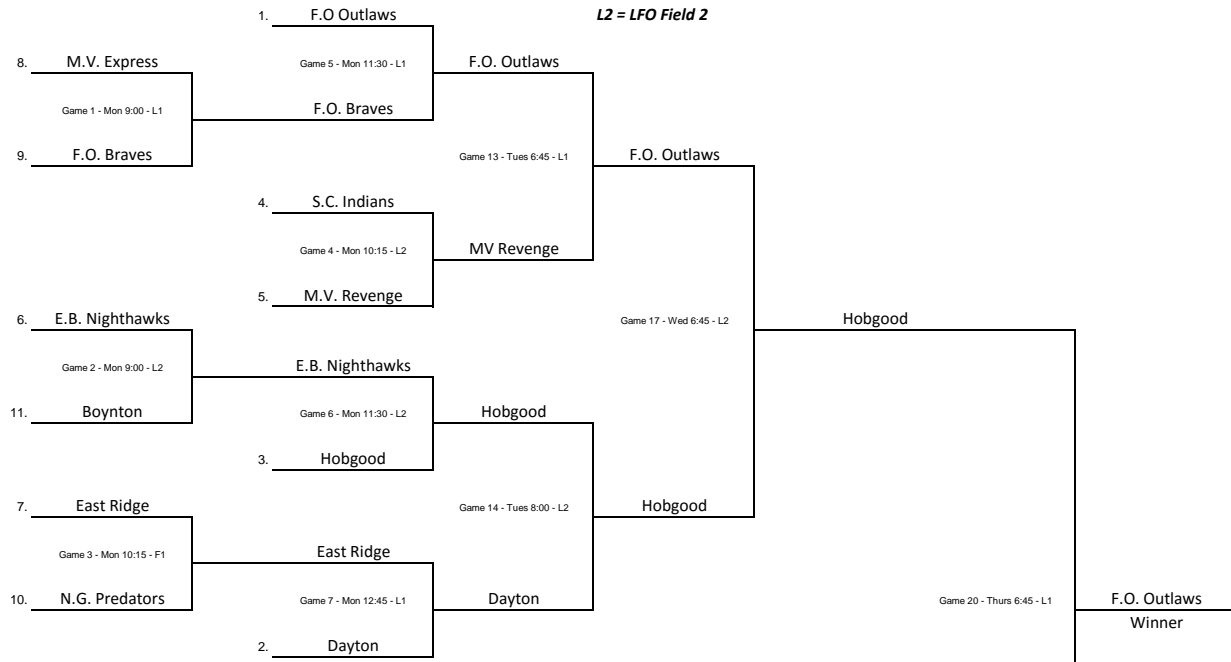 1. F.O Outlaws
L2 = LFO Field 2
8. M.V. Express
Game 5 - Mon 11:30 - L1
F.O. Outlaws
Game 1 - Mon 9:00 - L1
F.O. Braves
9. F.O. Braves
Game 13 - Tues 6:45 - L1
F.O. Outlaws
4. S.C. Indians
Game 4 - Mon 10:15 - L2
MV Revenge
5. M.V. Revenge
6. E.B. Nighthawks
Game 17 - Wed 6:45 - L2
Hobgood
Game 2 - Mon 9:00 - L2
E.B. Nighthawks
11. Boynton
Game 6 - Mon 11:30 - L2
Hobgood
3. Hobgood
7. East Ridge
Game 14 - Tues 8:00 - L2
Hobgood
Game 3 - Mon 10:15 - F1
East Ridge
10. N.G. Predators
Game 7 - Mon 12:45 - L1
Dayton
Game 20 - Thurs 6:45 - L1
F.O. Outlaws
Winner
2. Dayton